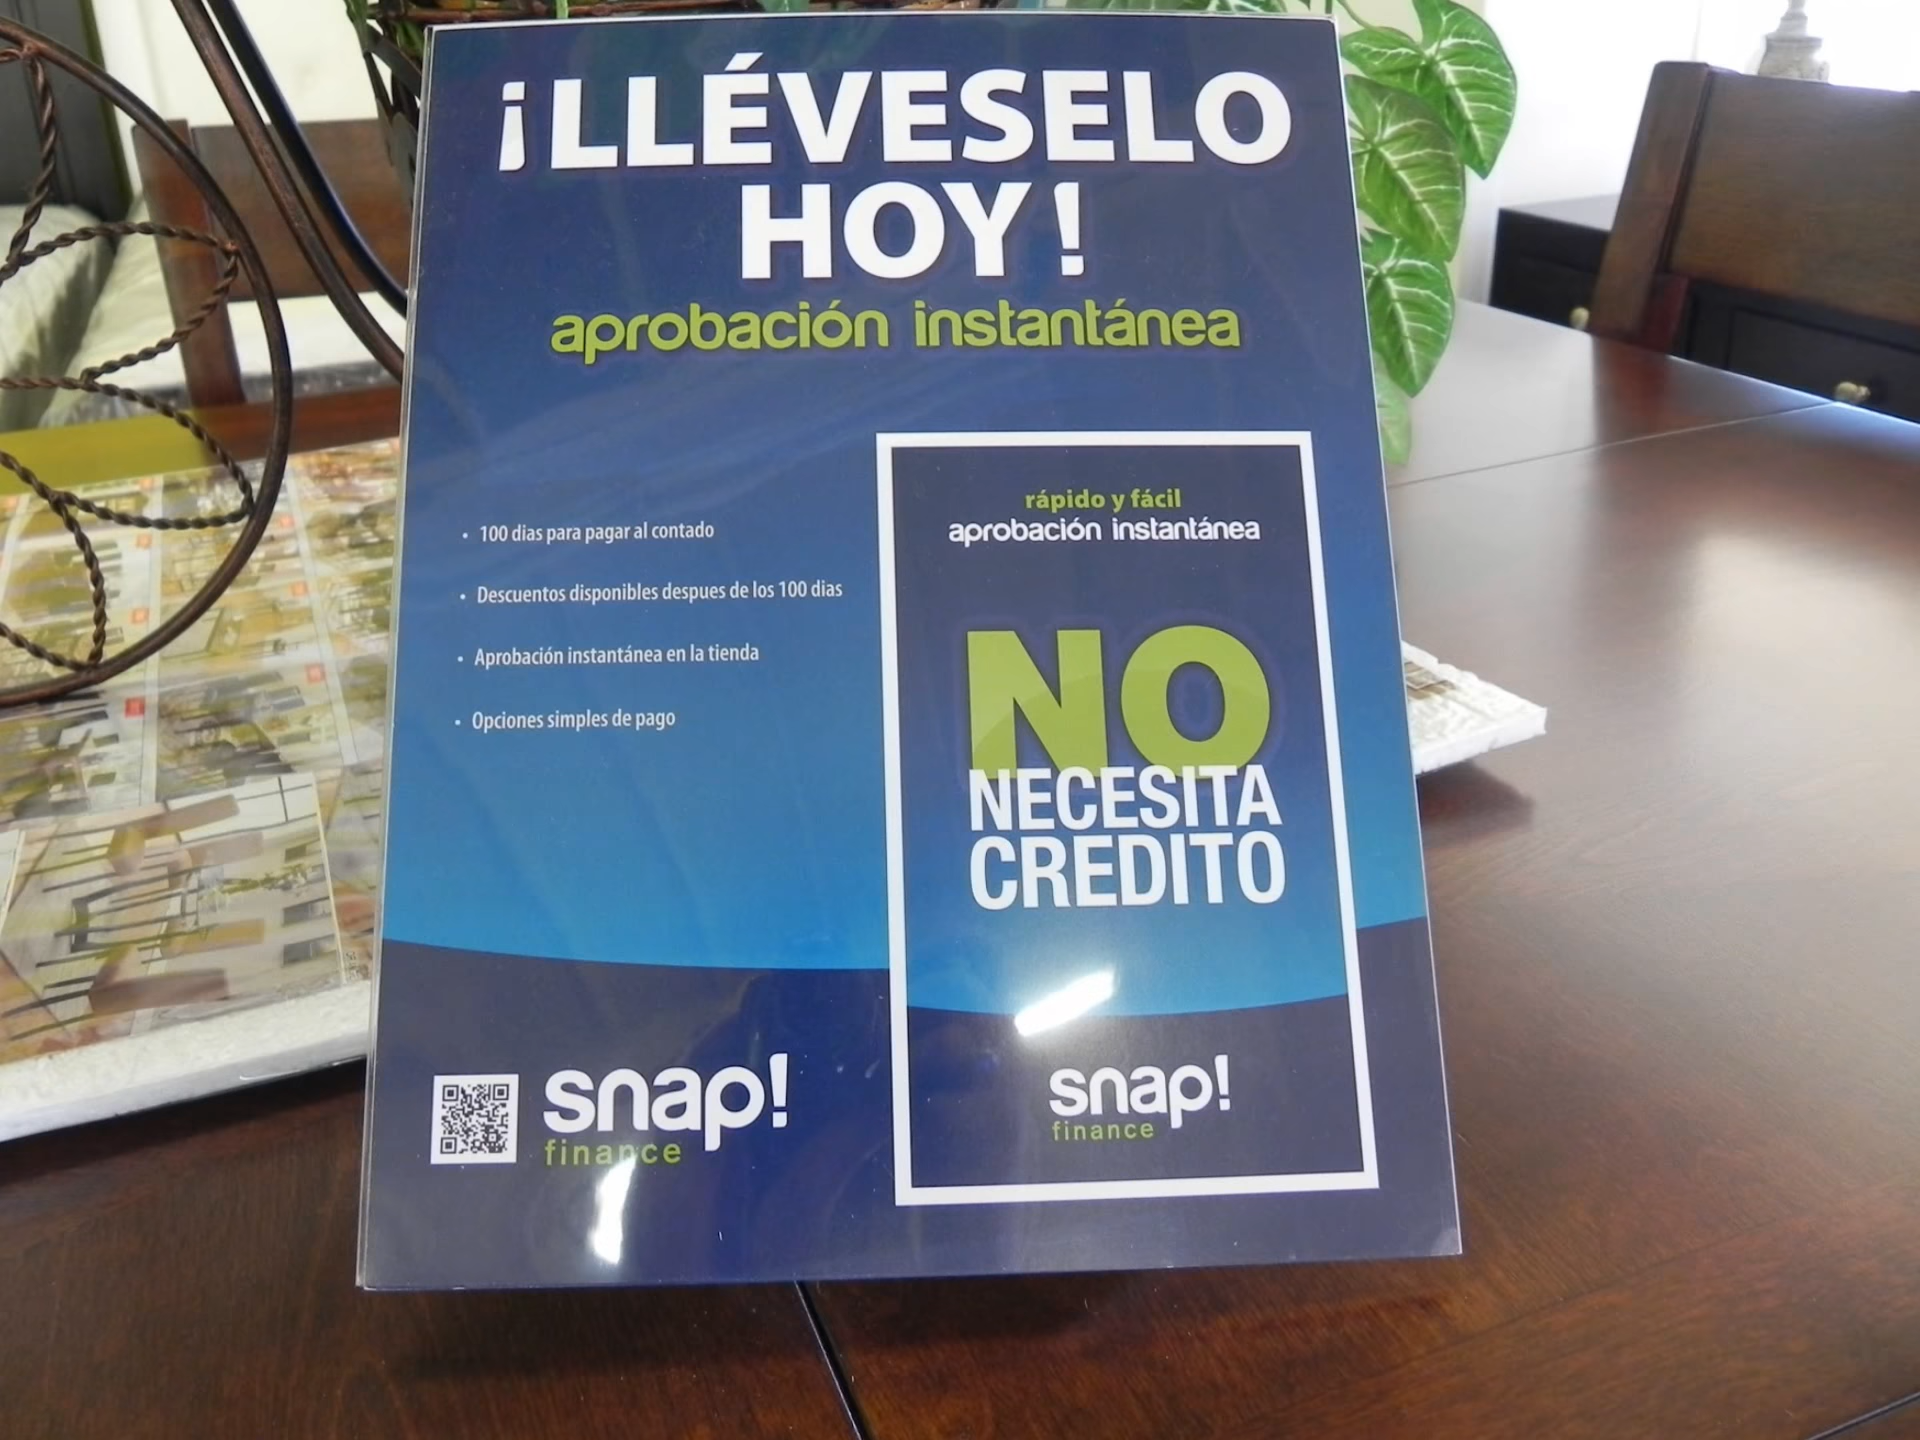 ¡LLÉVESELO
HOY!
aprobación instantánea
• 100 dias para pagar al contado
• Descuentos disponibles despues de los 100 dias
• Aprobación instantánea en la tienda
• Opciones simples de pago
rápido y fácil
aprobación instantánea
NO
NECESITA
CREDITO
snap!
finance
snap!
finance